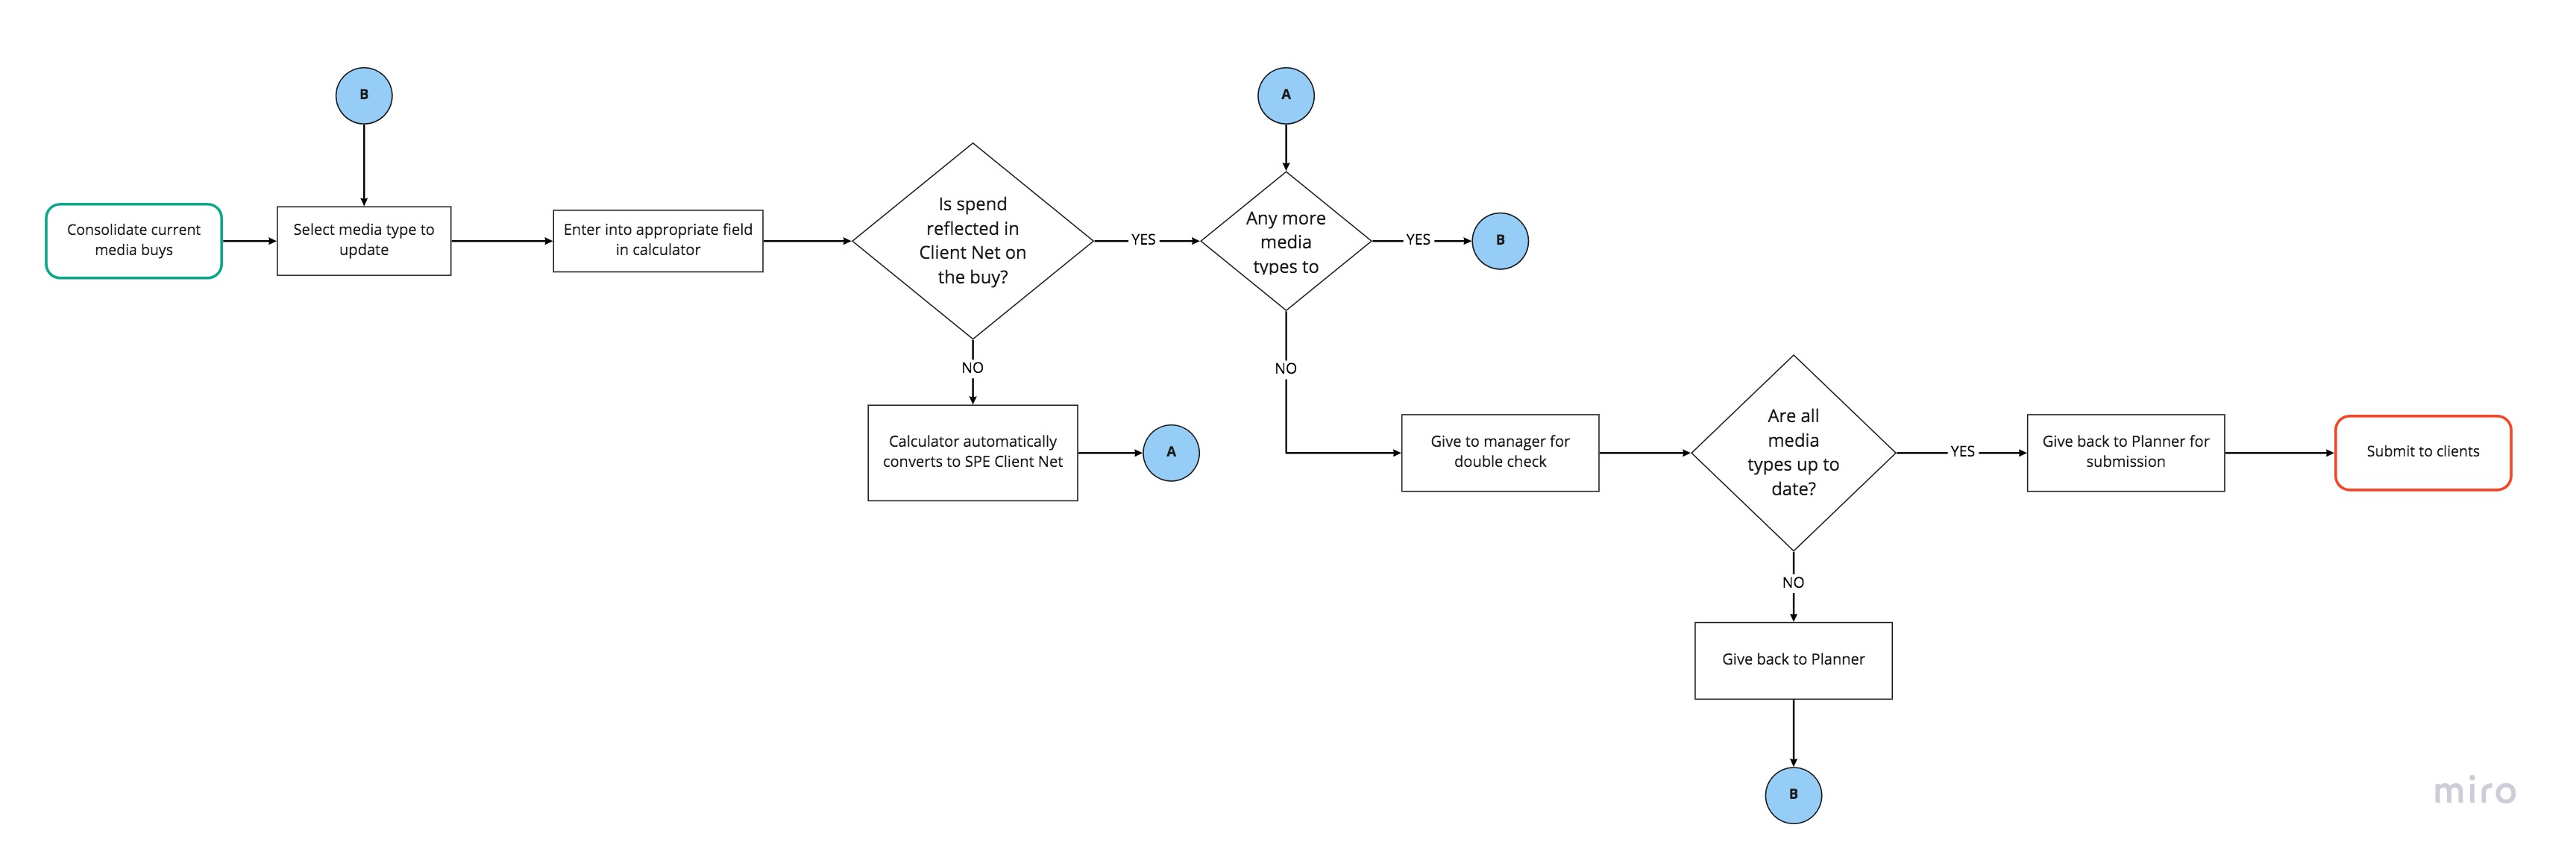 B
A
Consolidate current
media buys
Select media type to
update
Enter into appropriate field
in calculator
Is spend
reflected in
Client Net on
the buy?
YES
Any more
media
types to
YES
B
NO
NO
Calculator automatically
converts to SPE Client Net
A
Give to manager for
double check
Are all
media
types up to
date?
YES
Give back to Planner for
submission
Submit to clients
NO
Give back to Planner
B
miro